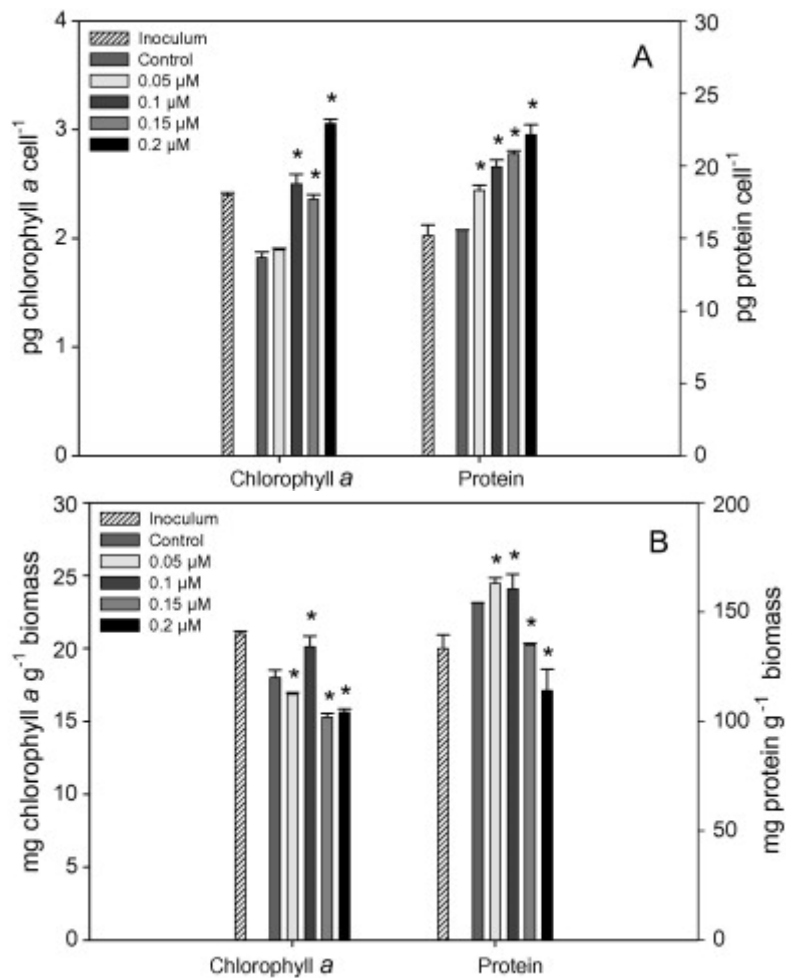 4
3
2
1
0
pg chlorophyll a cell⁻¹
Inoculum
Control
0.05 µM
0.1 µM
0.15 µM
0.2 µM
A
* * *
* * * *
30
25
20
15
10
5
0
pg protein cell⁻¹
Chlorophyll a
Protein
30
25
20
15
10
5
0
mg chlorophyll a g⁻¹ biomass
Inoculum
Control
0.05 µM
0.1 µM
0.15 µM
0.2 µM
B
* * * *
* * * *
200
150
100
50
0
mg protein g⁻¹ biomass
Chlorophyll a
Protein